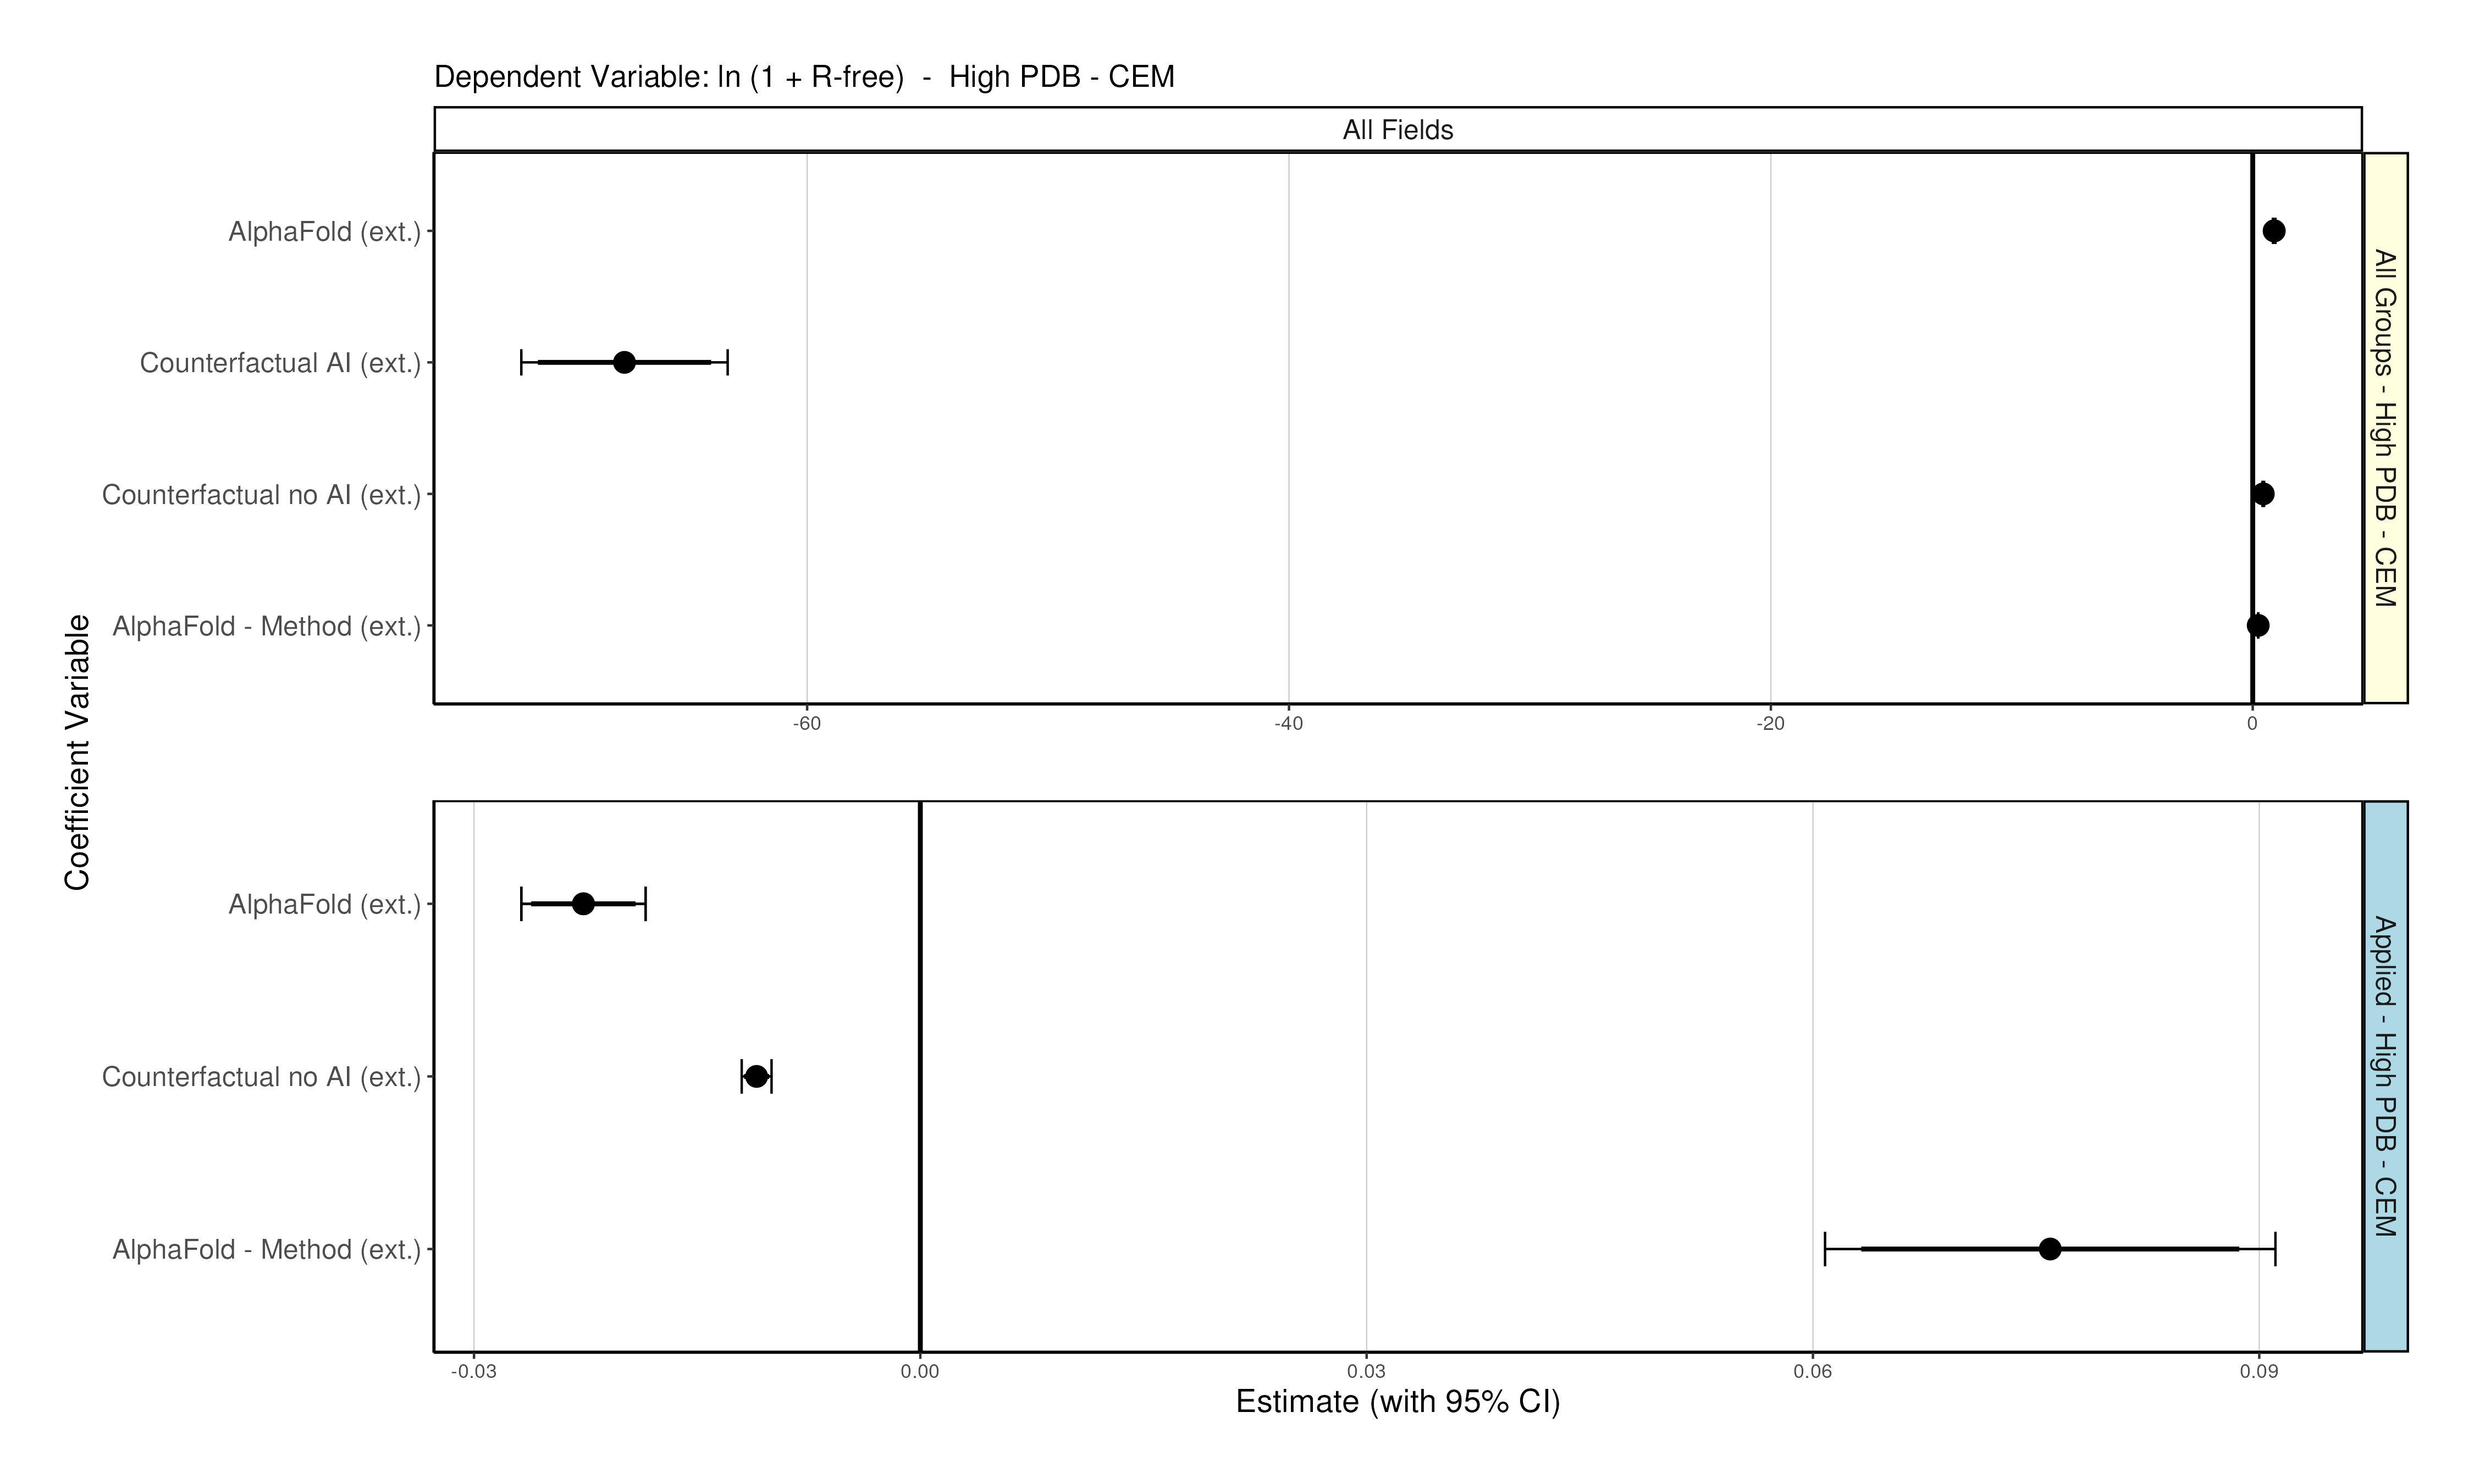 Dependent Variable: ln (1 + R-free)  -  High PDB - CEM
All Fields
AlphaFold (ext.)
Counterfactual AI (ext.)
Counterfactual no AI (ext.)
AlphaFold - Method (ext.)
All Groups - High PDB - CEM
-60
-40
-20
0
Coefficient Variable
AlphaFold (ext.)
Counterfactual no AI (ext.)
AlphaFold - Method (ext.)
Applied - High PDB - CEM
-0.03
0.00
0.03
0.06
0.09
Estimate (with 95% CI)